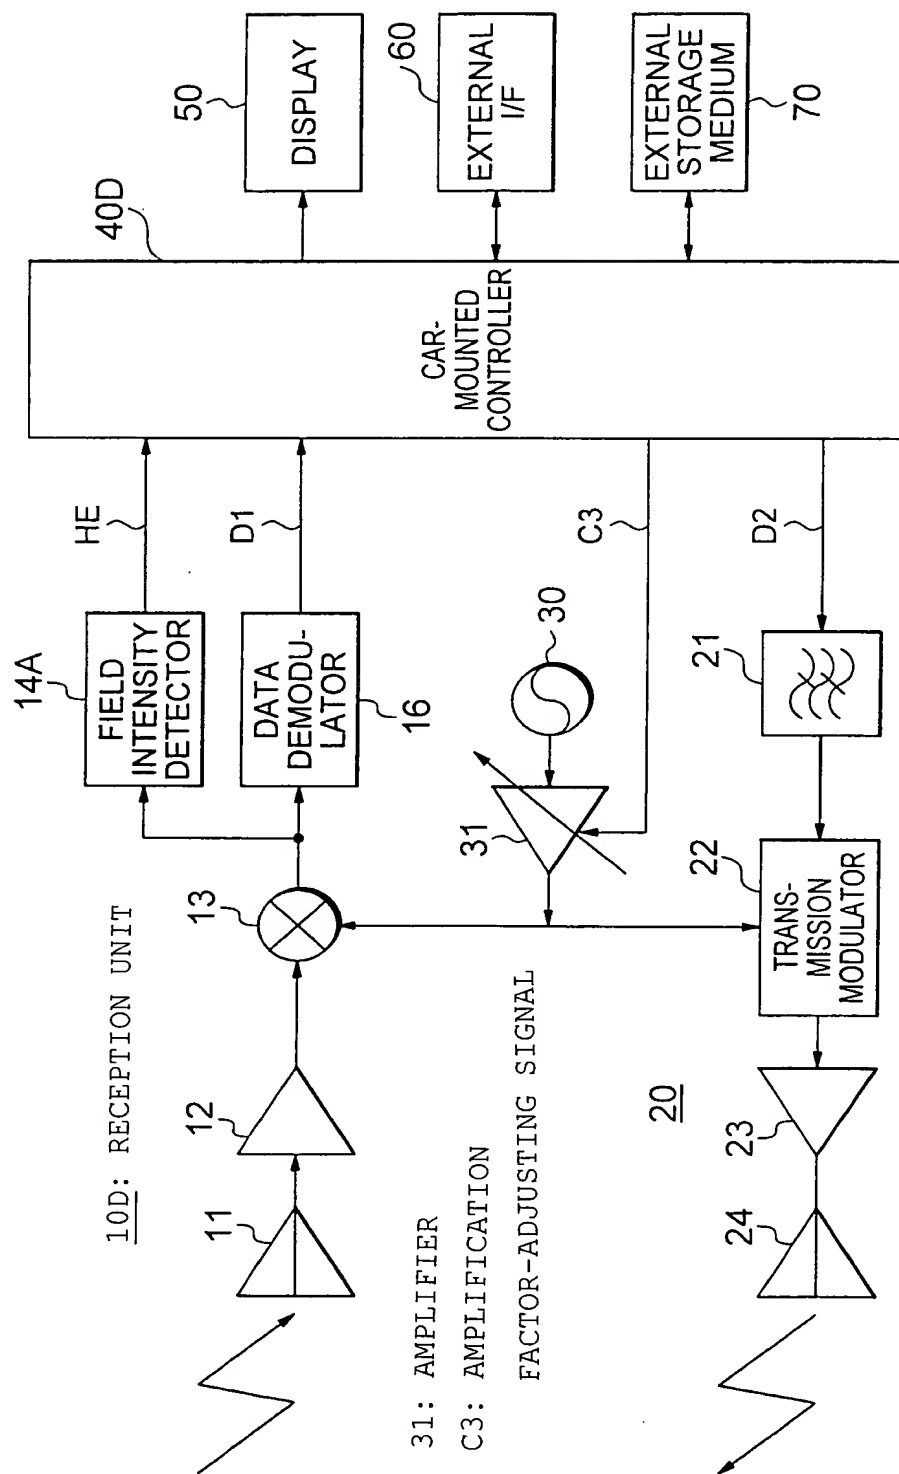 10D: RECEPTION UNIT
11
12
13
14A
FIELD
INTENSITY
DETECTOR
HE
DATA
DEMODU-
LATOR
16
D1
40D
CAR-
MOUNTED
CONTROLLER
50
DISPLAY
60
EXTERNAL
I/F
EXTERNAL
STORAGE
MEDIUM
70
31: AMPLIFIER
C3: AMPLIFICATION
FACTOR-ADJUSTING SIGNAL
31
30
C3
20
24
23
22
TRANS-
MISSION
MODULATOR
21
D2